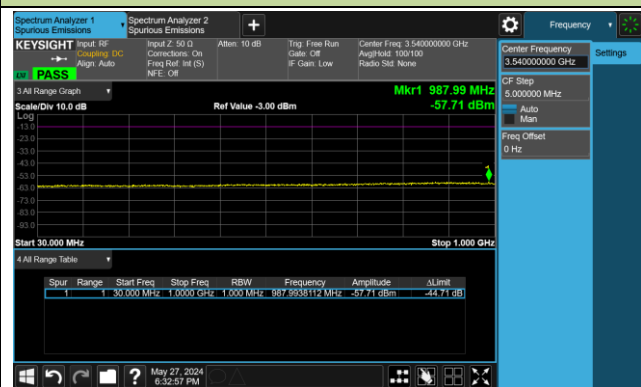 Spectrum Analyzer 1
Spurious Emissions
Spectrum Analyzer 2
Spurious Emissions
Frequency
KEYSIGHT
Input: RF
Coupling: DC
Align: Auto
Input Z: 50 Ω
Corrections: On
Freq Ref: Int (S)
NFE: Off
Atten: 10 dB
Trig: Free Run
Gate: Off
IF Gain: Low
Center Freq: 3.540000000 GHz
Avg|Hold: 100/100
Radio Std: None
PASS
3 All Range Graph
Mkr1 987.99 MHz
Scale/Div 10.0 dB
Ref Value -3.00 dBm
-57.71 dBm
Log
-13.0
-23.0
-33.0
-43.0
-53.0
-63.0
-73.0
-83.0
-93.0
1
Start 30.000 MHz
Stop 1.000 GHz
4 All Range Table
Spur Range Start Freq Stop Freq RBW Frequency Amplitude ΔLimit
1 1 30.000 MHz 1.0000 GHz 1.000 MHz 987.9938112 MHz -57.71 dBm -44.71 dB
Center Frequency
3.540000000 GHz
Settings
CF Step
5.000000 MHz
Auto
Man
Freq Offset
0 Hz
?
May 27, 2024
6:32:57 PM